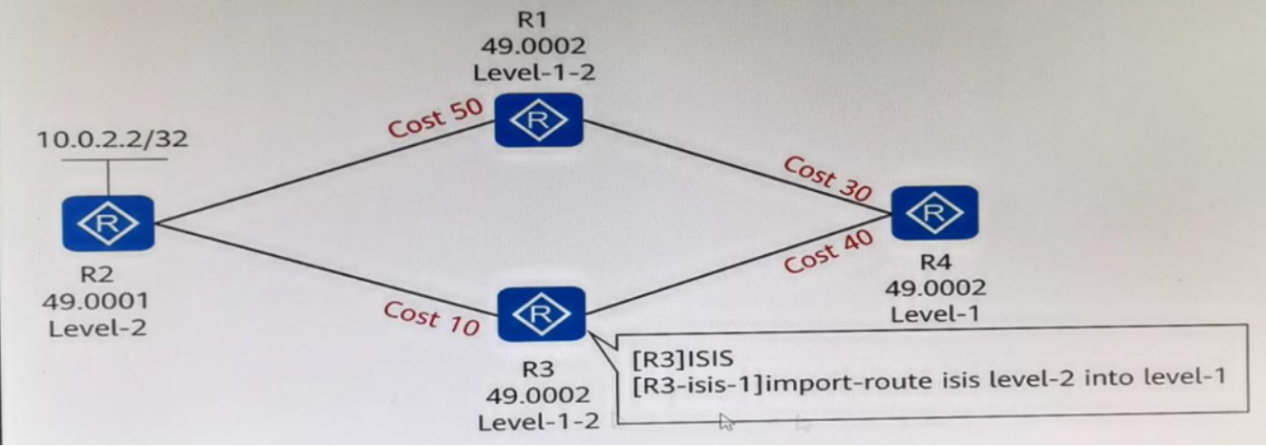 R1
49.0002
Level-1-2
Cost 50
10.0.2.2/32
Cost 30
R
R
R
R2
49.0001
Level-2
Cost 10
Cost 40
R4
49.0002
Level-1
R
R3
49.0002
Level-1-2
[R3]ISIS
[R3-isis-1]import-route isis level-2 into level-1